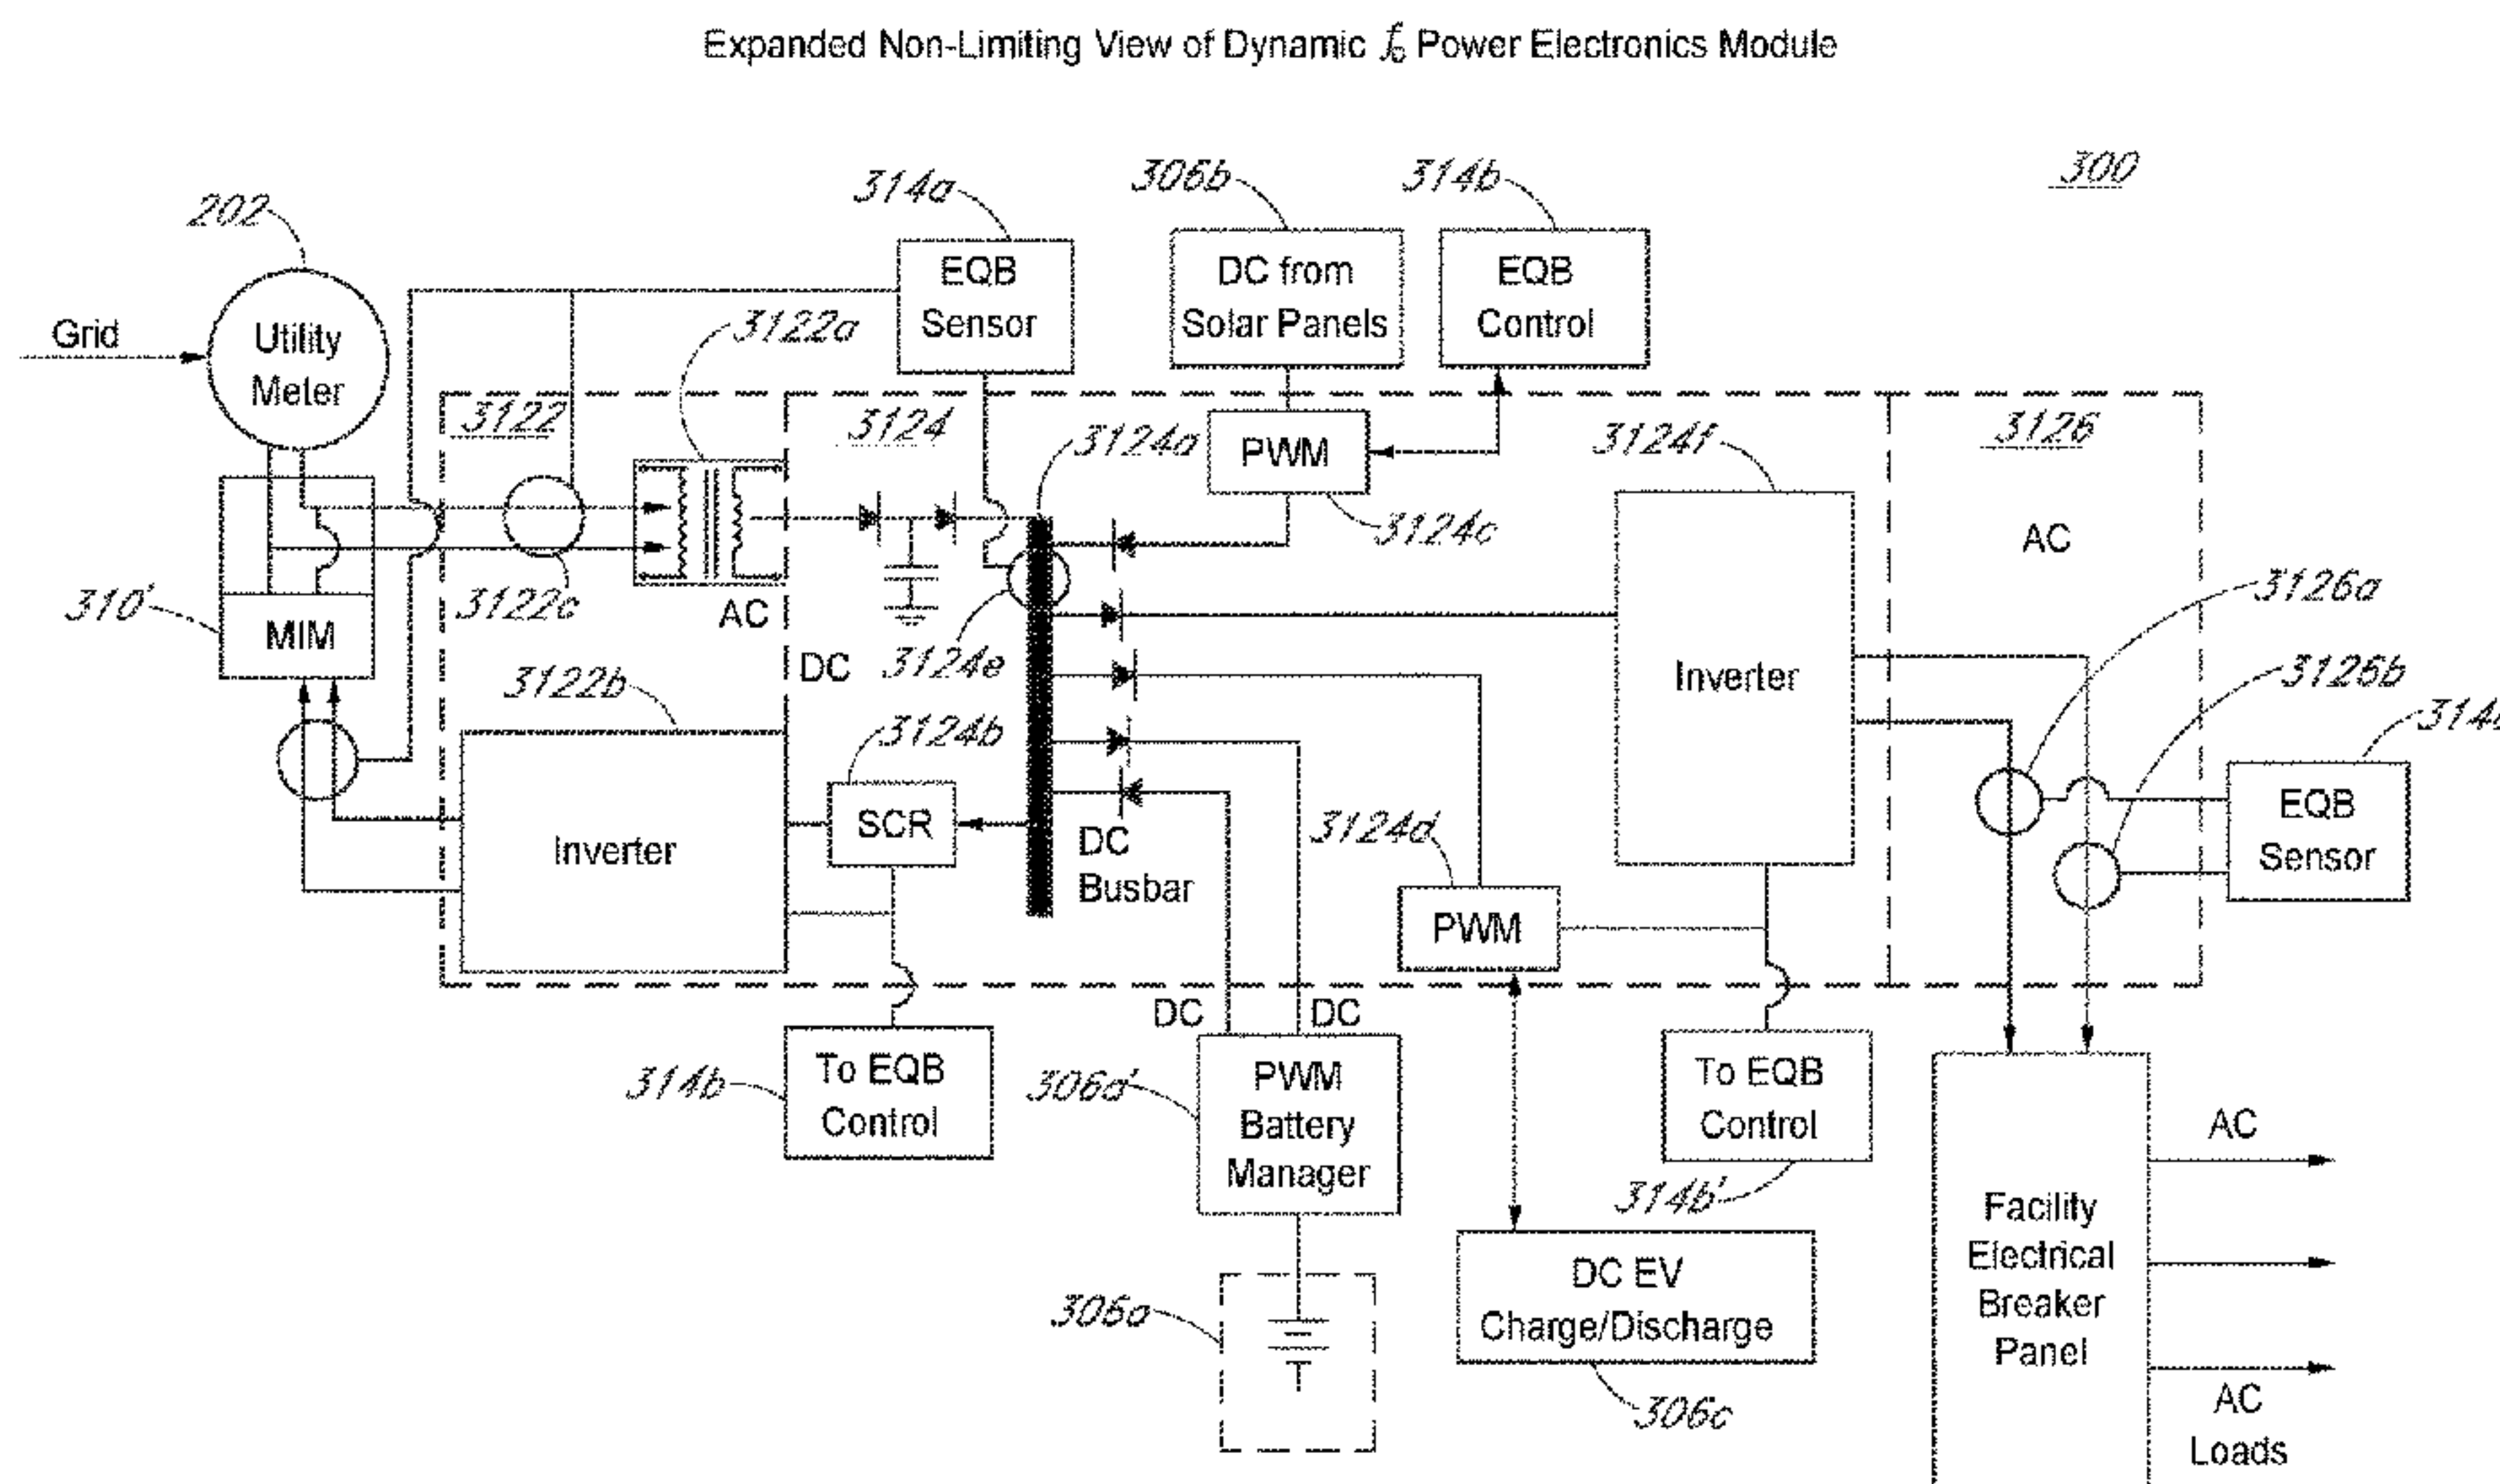 Expanded Non-Limiting View of Dynamic f₀ Power Electronics Module
300
202
314a
306b
314b
Grid
Utility
Meter
EQB
Sensor
DC from
Solar Panels
EQB
Control
3122a
3122
3124
3124a
PWM
3124f
3126
3124c
AC
310'
MIM
3122c
AC
DC
3124e
3126a
3126b
3122b
Inverter
3124b
SCR
Inverter
DC
Busbar
3124d
PWM
EQB
Sensor
DC
DC
To EQB
Control
314b
306a'
PWM
Battery
Manager
To EQB
Control
314b'
306a
DC EV
Charge/Discharge
306c
Facility
Electrical
Breaker
Panel
AC
AC
Loads